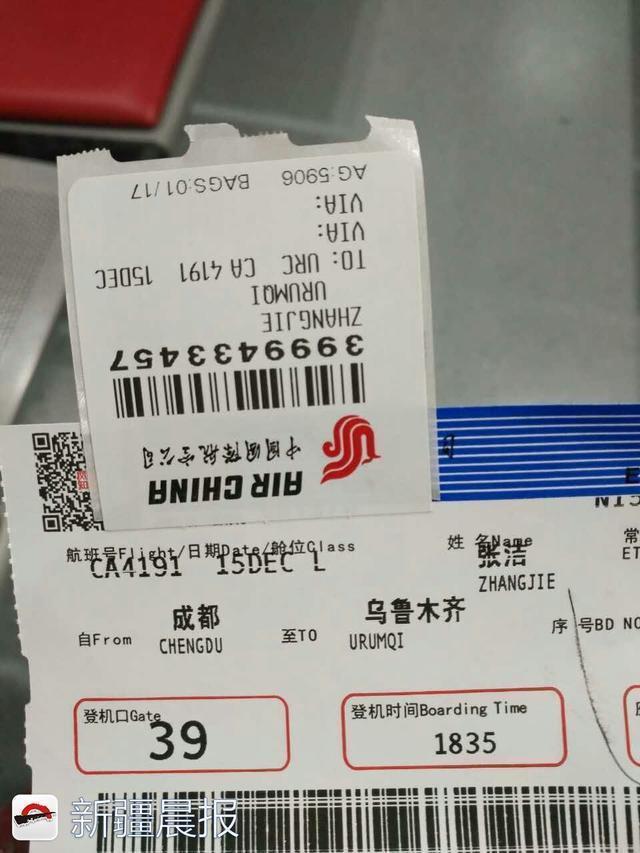 AG:5906 BAGS:01/17
VIA:
VIA:
TO: URC CA 4191 15DEC
URUMQI
ZHANGJIE
3999433457
中国国际航空公司
AIR CHINA
航班号Flight/日期Date/舱位Class
CA4191 15DEC L
姓名Name
张洁
ZHANGJIE
自From
成都
CHENGDU
至TO
乌鲁木齐
URUMQI
序号BD NO
登机口Gate
39
登机时间Boarding Time
1835
新疆晨报